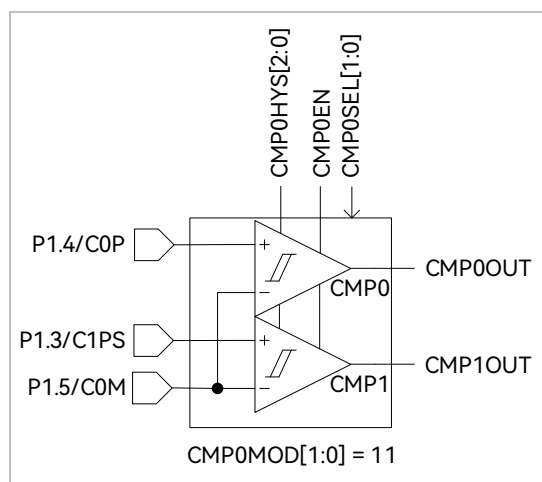 CMP0HYS[2:0]
CMP0EN
CMP0SEL[1:0]
P1.4/C0P
+
−
CMP0
CMP0OUT
P1.3/C1PS
+
P1.5/C0M
−
CMP1
CMP1OUT
CMP0MOD[1:0] = 11